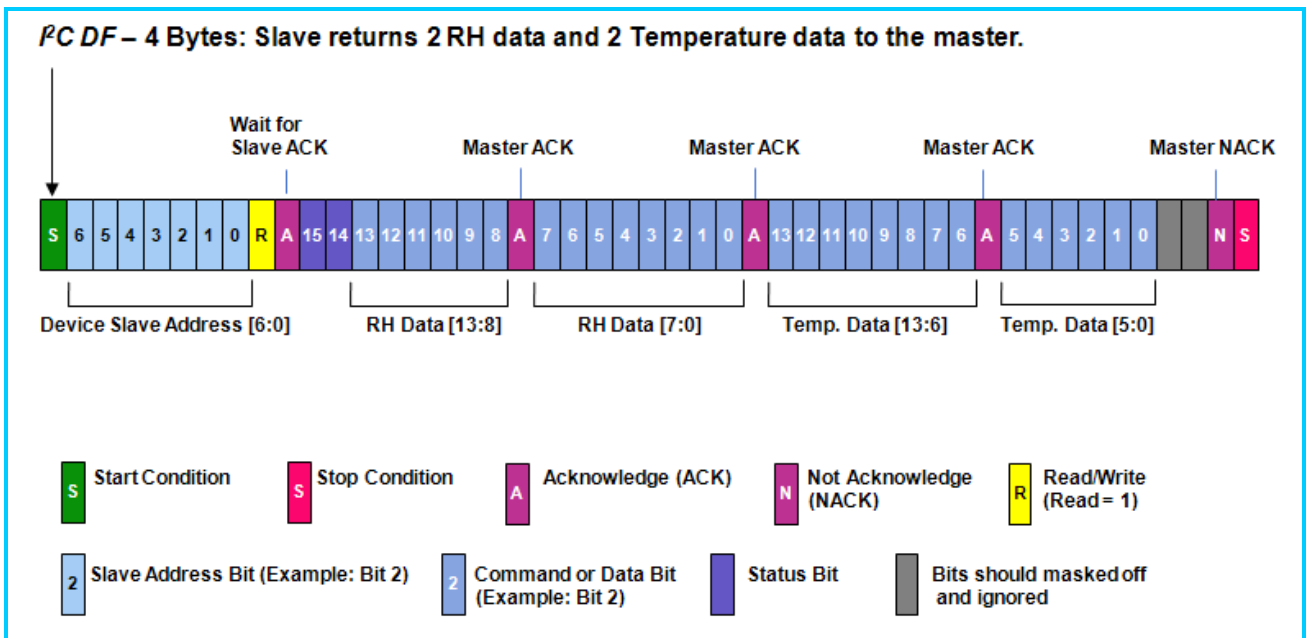 I²C DF – 4 Bytes: Slave returns 2 RH data and 2 Temperature data to the master.
Wait for
Slave ACK
Master ACK
Master ACK
Master ACK
Master NACK
S 6 5 4 3 2 1 0 R A 15 14 13 12 11 10 9 8 A 7 6 5 4 3 2 1 0 A 13 12 11 10 9 8 7 6 A 5 4 3 2 1 0 N S
Device Slave Address [6:0]
RH Data [13:8]
RH Data [7:0]
Temp. Data [13:6]
Temp. Data [5:0]
S Start Condition
S Stop Condition
A Acknowledge (ACK)
N Not Acknowledge
(NACK)
R Read/Write
(Read = 1)
2 Slave Address Bit (Example: Bit 2)
2 Command or Data Bit
(Example: Bit 2)
Status Bit
Bits should masked off
and ignored